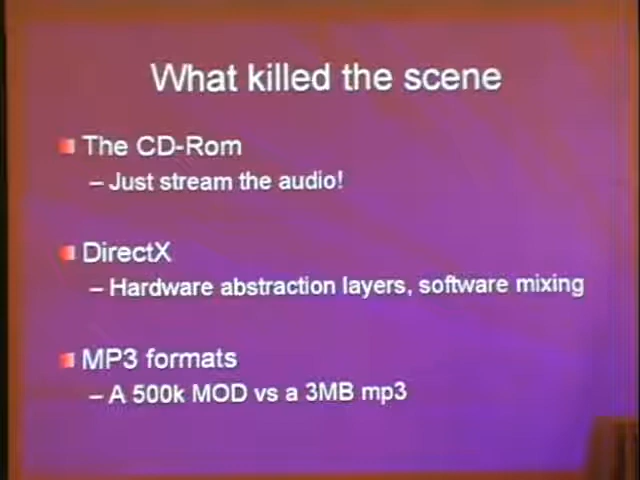 What killed the scene
The CD-Rom
– Just stream the audio!
DirectX
– Hardware abstraction layers, software mixing
MP3 formats
– A 500k MOD vs a 3MB mp3